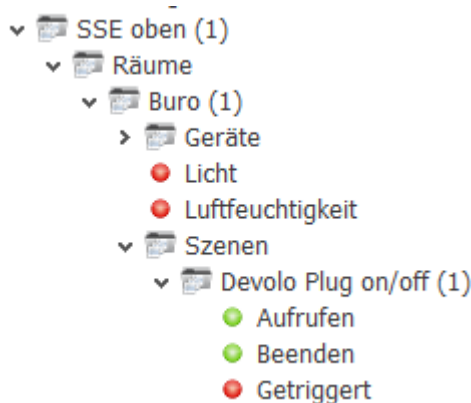 SSE oben (1)
Räume
Buro (1)
Geräte
Licht
Luftfeuchtigkeit
Szenen
Devolo Plug on/off (1)
Aufrufen
Beenden
Getriggert